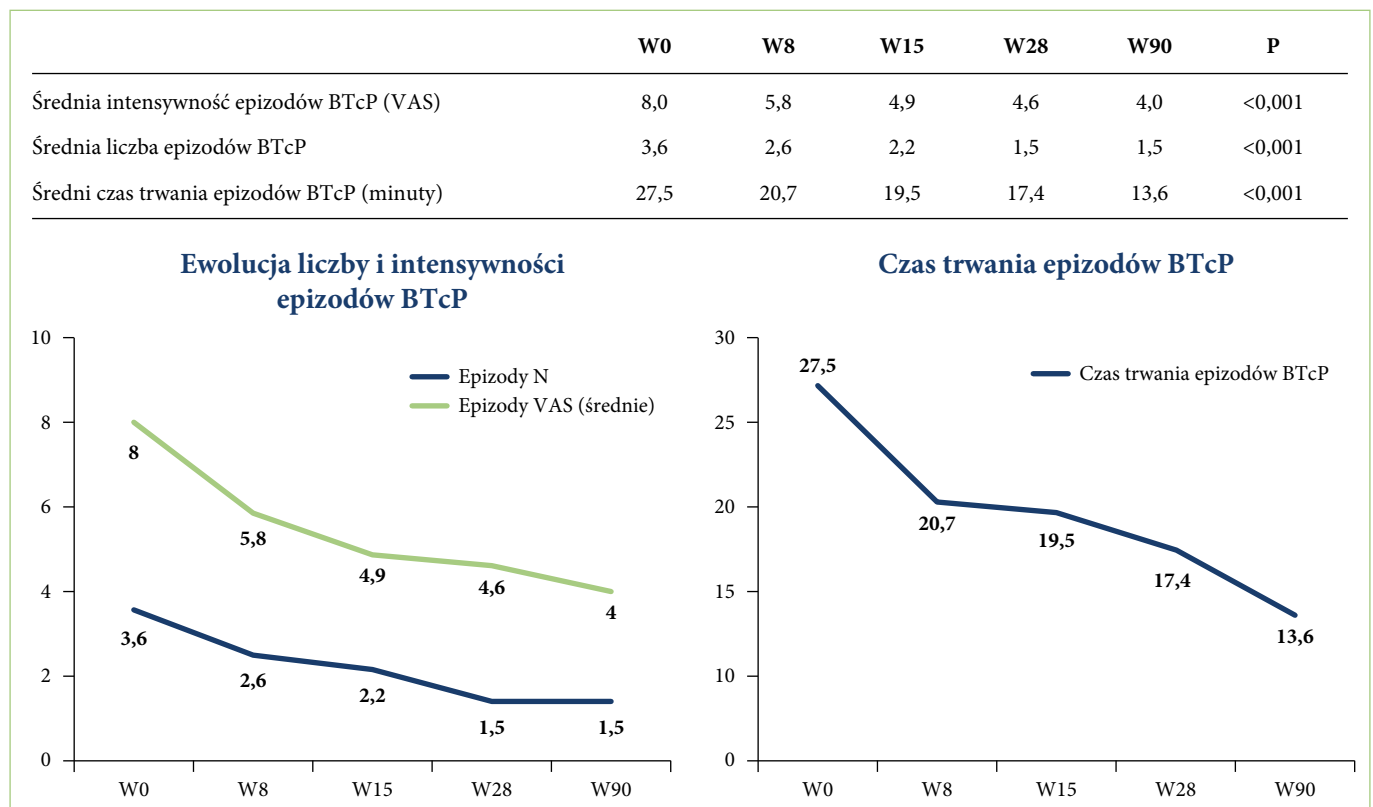 W0 W8 W15 W28 W90 P
Średnia intensywność epizodów BTcP (VAS) 8,0 5,8 4,9 4,6 4,0 <0,001
Średnia liczba epizodów BTcP 3,6 2,6 2,2 1,5 1,5 <0,001
Średni czas trwania epizodów BTcP (minuty) 27,5 20,7 19,5 17,4 13,6 <0,001
Ewolucja liczby i intensywności
epizodów BTcP
10
8
6
4
2
0
Epizody N
Epizody VAS (średnie)
8
5,8
4,9
4,6
4
3,6
2,6
2,2
1,5
1,5
W0 W8 W15 W28 W90
Czas trwania epizodów BTcP
30
25
20
15
10
0
Czas trwania epizodów BTcP
27,5
20,7
19,5
17,4
13,6
W0 W8 W15 W28 W90